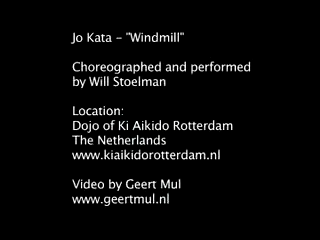 Jo Kata - "Windmill"
Choreographed and performed
by Will Stoelman
Location:
Dojo of Ki Aikido Rotterdam
The Netherlands
www.kiaikidorotterdam.nl
Video by Geert Mul
www.geertmul.nl